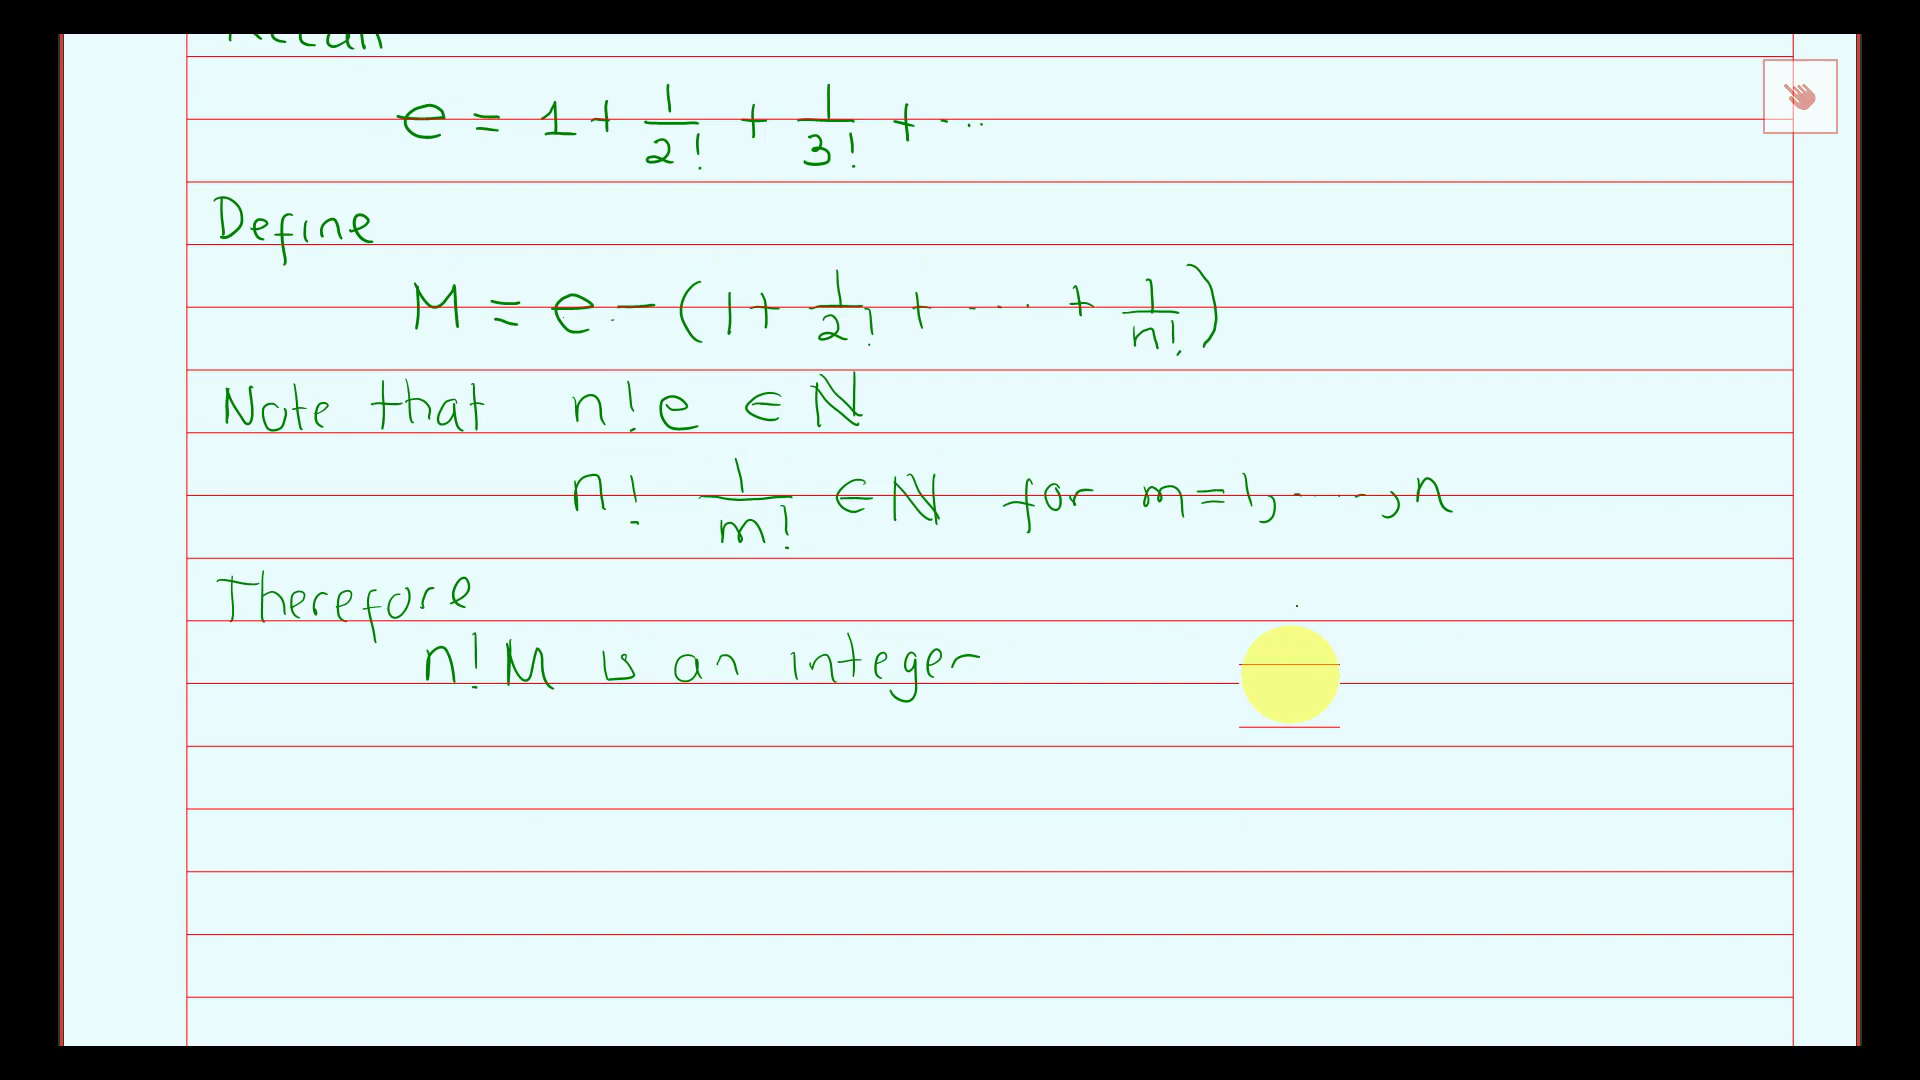 Recall
e = 1 + 1/2! + 1/3! + ...
Define
M = e - (1 + 1/2! + ... + 1/n!)
Note that n!e ∈ ℕ
n! 1/m! ∈ ℕ for m=1,.....,n
Therefore
n!M is an integer